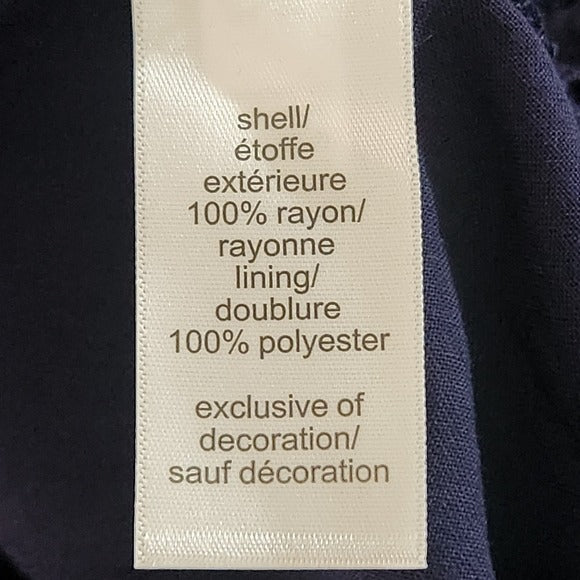 shell/
étoffe
extérieure
100% rayon/
rayonne
lining/
doublure
100% polyester
exclusive of
decoration/
sauf décoration